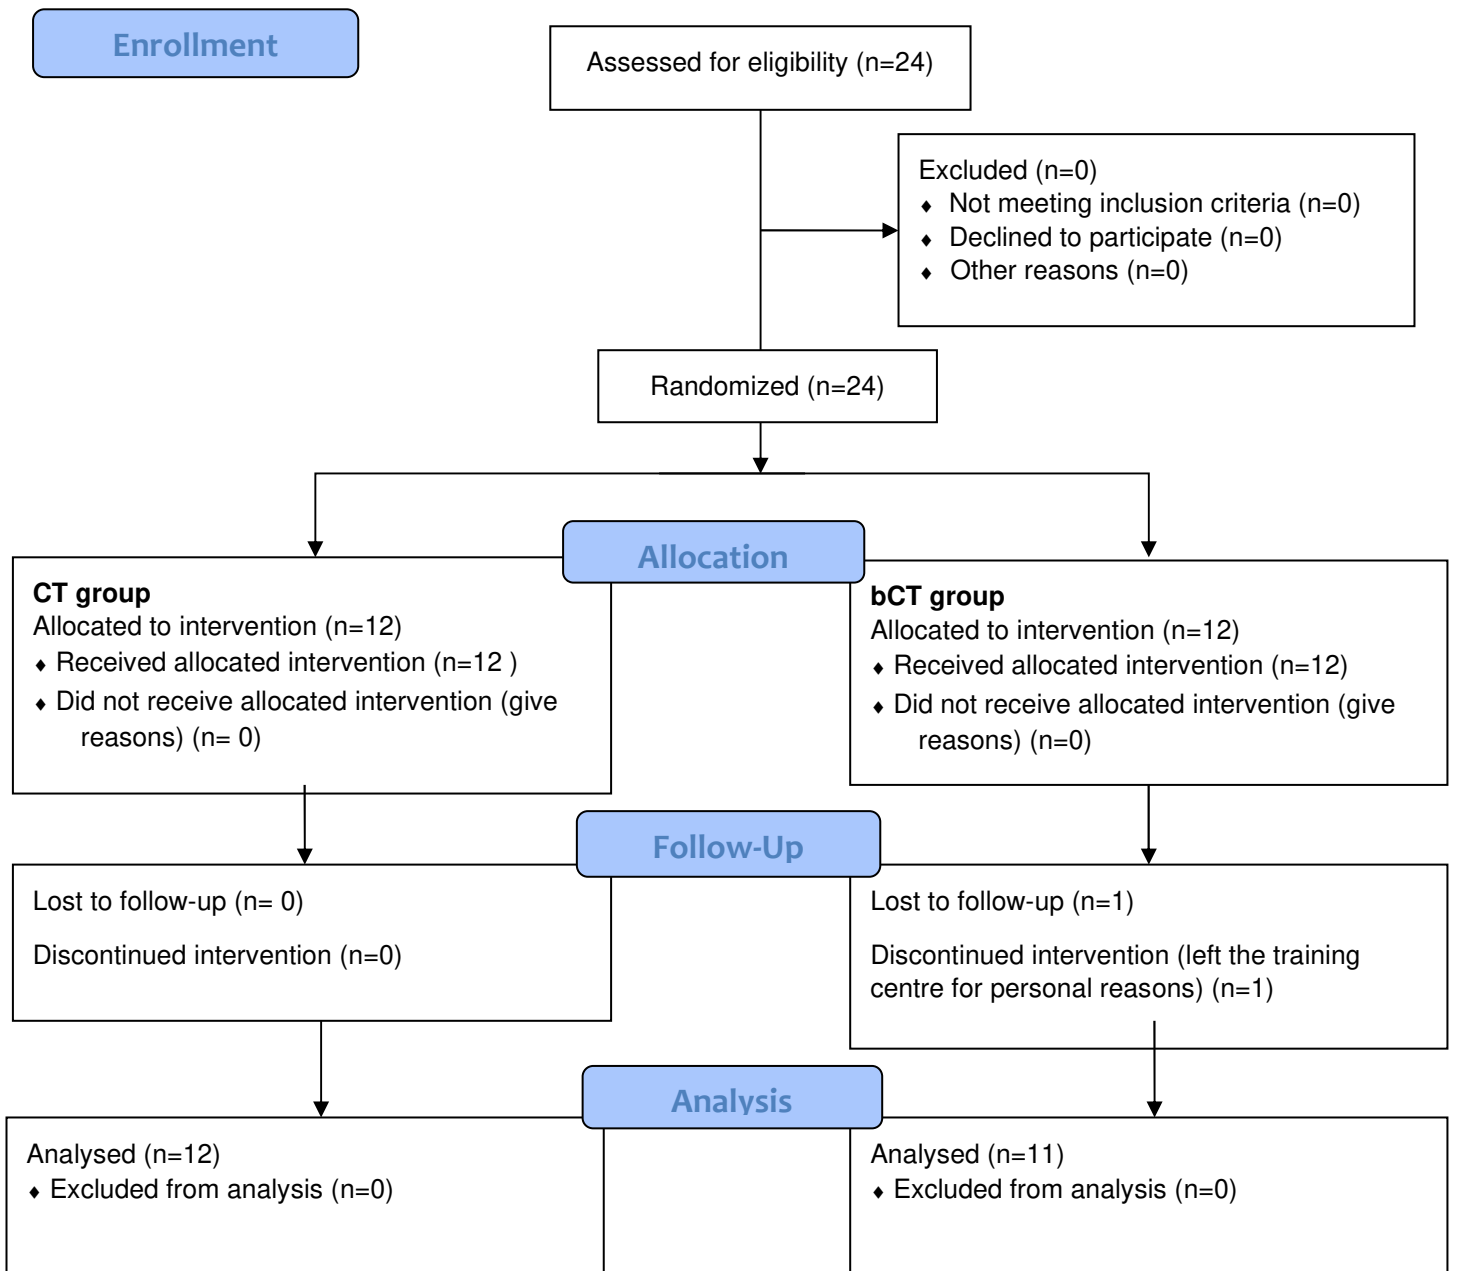 Enrollment
Assessed for eligibility (n=24)
Excluded (n=0)
♦ Not meeting inclusion criteria (n=0)
♦ Declined to participate (n=0)
♦ Other reasons (n=0)
Randomized (n=24)
Allocation
CT group
Allocated to intervention (n=12)
♦ Received allocated intervention (n=12 )
♦ Did not receive allocated intervention (give
reasons) (n= 0)
bCT group
Allocated to intervention (n=12)
♦ Received allocated intervention (n=12)
♦ Did not receive allocated intervention (give
reasons) (n=0)
Follow-Up
Lost to follow-up (n= 0)
Discontinued intervention (n=0)
Lost to follow-up (n=1)
Discontinued intervention (left the training
centre for personal reasons) (n=1)
Analysis
Analysed (n=12)
♦ Excluded from analysis (n=0)
Analysed (n=11)
♦ Excluded from analysis (n=0)